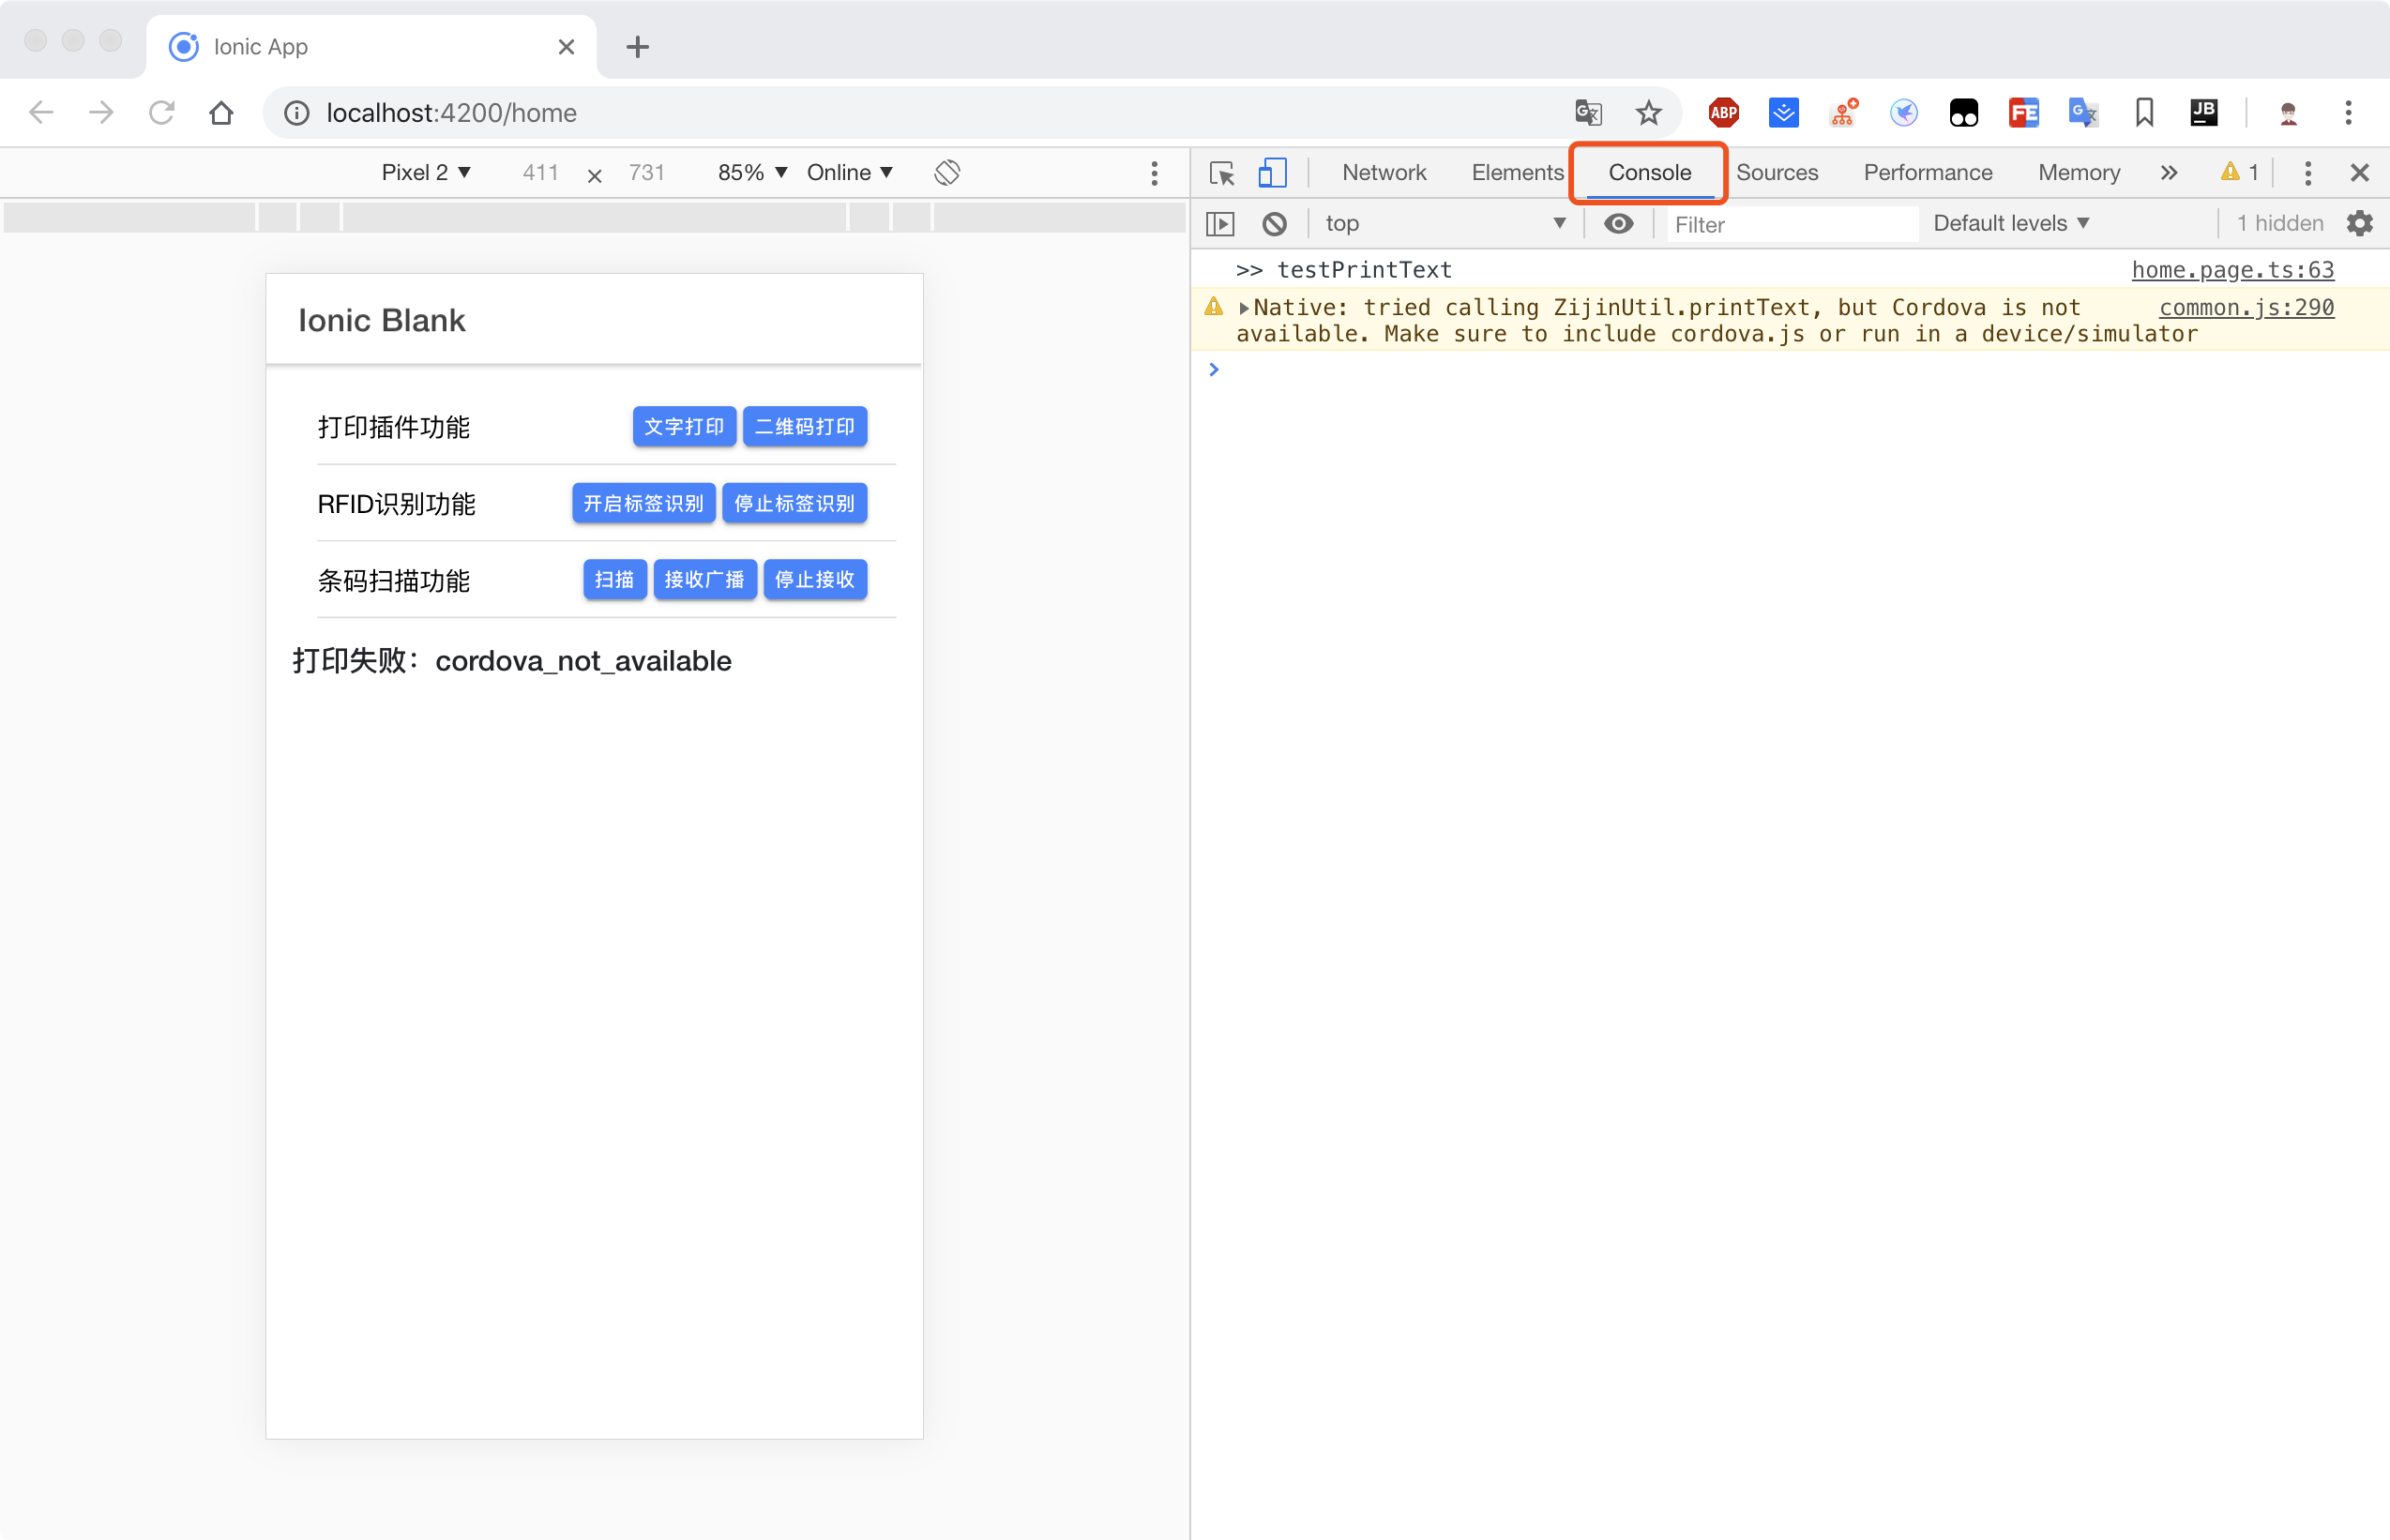 Ionic App
localhost:4200/home
ABP
FE
G
JB
Pixel 2 ▼ 411 × 731 85% ▼ Online ▼
Network Elements Console Sources Performance Memory » 1
top ▼ Filter Default levels ▼ 1 hidden
>> testPrintText home.page.ts:63
Native: tried calling ZijinUtil.printText, but Cordova is not common.js:290
available. Make sure to include cordova.js or run in a device/simulator
>
Ionic Blank
打印插件功能 文字打印 二维码打印
RFID识别功能 开启标签识别 停止标签识别
条码扫描功能 扫描 接收广播 停止接收
打印失败：cordova_not_available